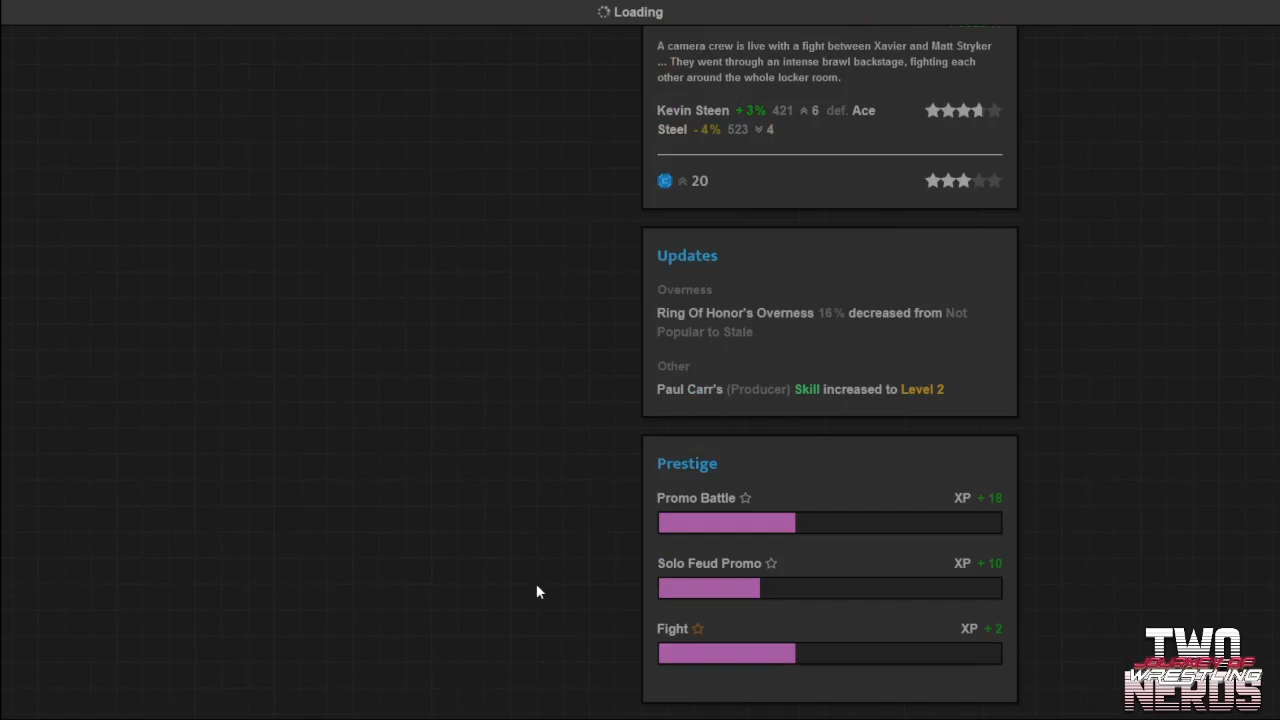 Loading
A camera crew is live with a fight between Xavier and Matt Stryker
... They went through an intense brawl backstage, fighting each
other around the whole locker room.
Kevin Steen + 3% 421 6 def. Ace
Steel - 4% 523 4
20
Updates
Overness
Ring Of Honor's Overness 16% decreased from Not
Popular to Stale
Other
Paul Carr's (Producer) Skill increased to Level 2
Prestige
Promo Battle XP + 18
Solo Feud Promo XP + 10
Fight XP + 2
TWO
JOURNEY OF
WRESTLING
NERDS